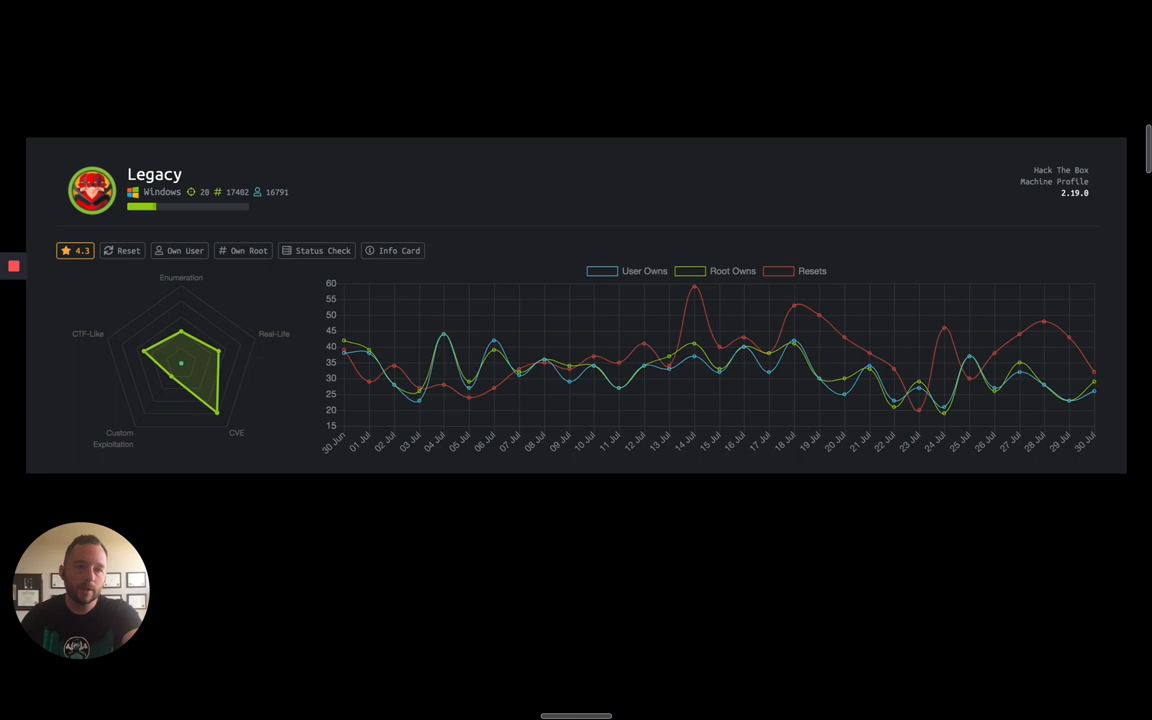 Legacy
Windows 20 # 17402 16791
Hack The Box
Machine Profile
2.19.0
4.3 Reset Own User # Own Root Status Check Info Card
User Owns Root Owns Resets
Enumeration
CTF-Like Real-Life
Custom
Exploitation
CVE
60
55
50
45
40
35
30
25
20
15
30 Jun 01 Jul 02 Jul 03 Jul 04 Jul 05 Jul 06 Jul 07 Jul 08 Jul 09 Jul 10 Jul 11 Jul 12 Jul 13 Jul 14 Jul 15 Jul 16 Jul 17 Jul 18 Jul 19 Jul 20 Jul 21 Jul 22 Jul 23 Jul 24 Jul 25 Jul 26 Jul 27 Jul 28 Jul 29 Jul 30 Jul